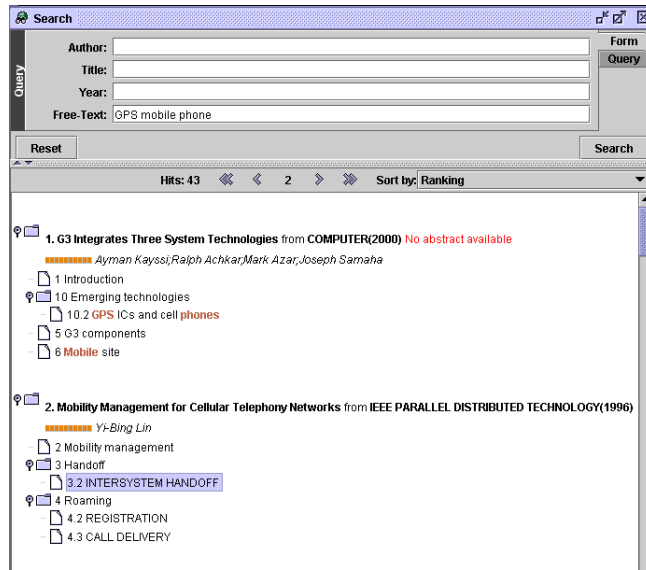 Search
Form
Query
Query
Author:
Title:
Year:
Free-Text: GPS mobile phone
Reset
Search
Hits: 43 2 Sort by: Ranking
1. G3 Integrates Three System Technologies from COMPUTER(2000) No abstract available
Ayman Kayssi;Ralph Achkar;Mark Azar;Joseph Samaha
1 Introduction
10 Emerging technologies
10.2 GPS ICs and cell phones
5 G3 components
6 Mobile site
2. Mobility Management for Cellular Telephony Networks from IEEE PARALLEL DISTRIBUTED TECHNOLOGY(1996)
Yi-Bing Lin
2 Mobility management
3 Handoff
3.2 INTERSYSTEM HANDOFF
4 Roaming
4.2 REGISTRATION
4.3 CALL DELIVERY